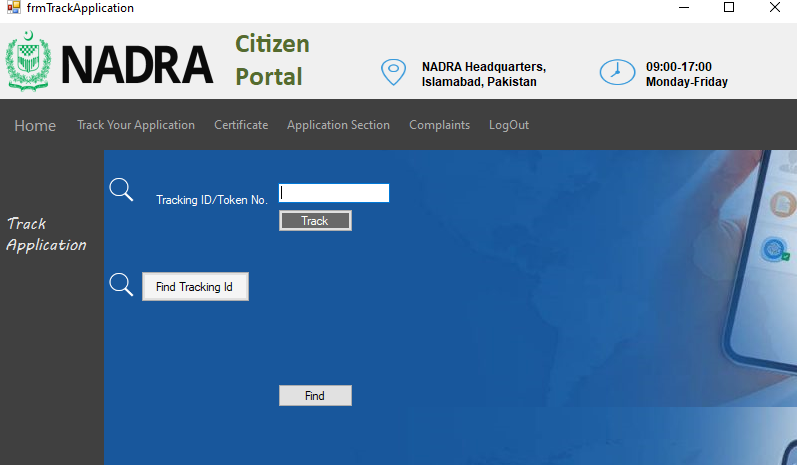 frmTrackApplication
NADRA
Citizen
Portal
NADRA Headquarters,
Islamabad, Pakistan
09:00-17:00
Monday-Friday
Home Track Your Application Certificate Application Section Complaints LogOut
Track
Application
Tracking ID/Token No.
Track
Find Tracking Id
Find